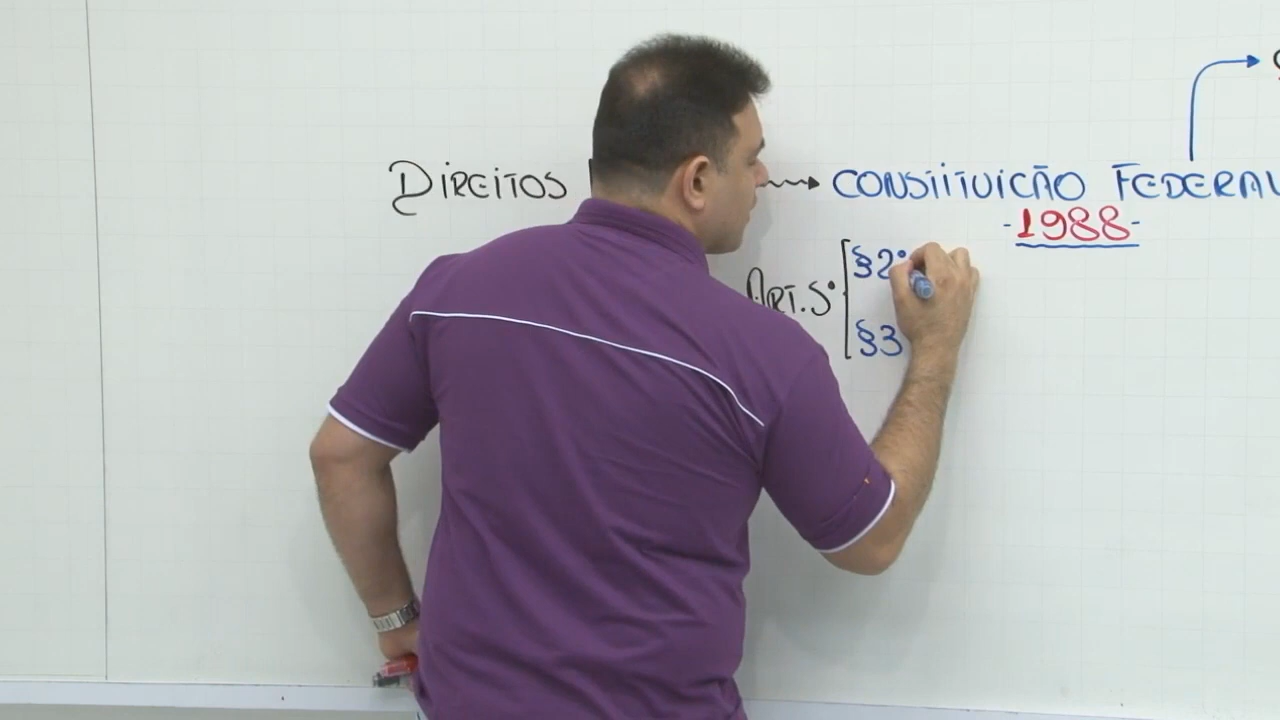 DIREITOS CONSTITUIÇÃO FEDERAL
-1988-
ART. 5º
§2º
§3